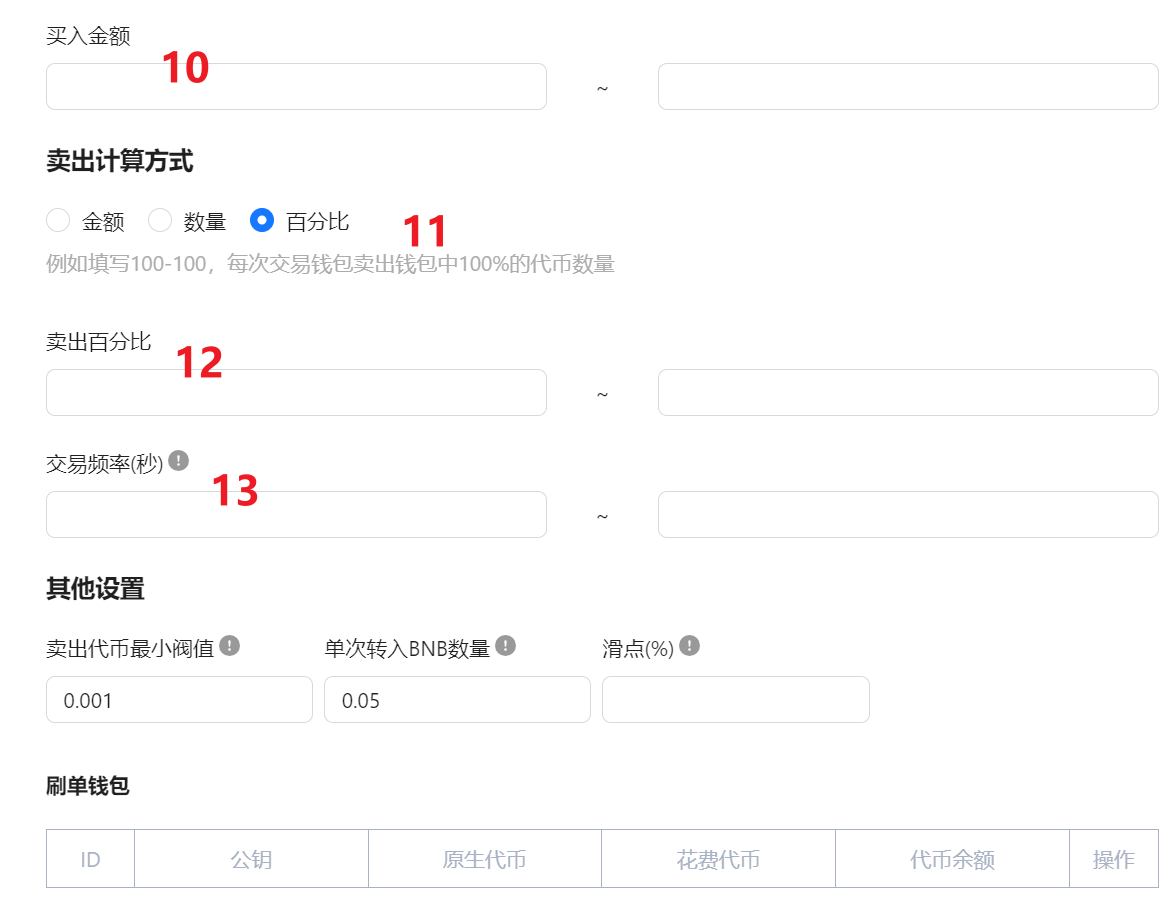 买入金额
10
~
卖出计算方式
金额 数量 百分比
11
例如填写100-100，每次交易钱包卖出钱包中100%的代币数量
卖出百分比
12
~
交易频率(秒) !
13
~
其他设置
卖出代币最小阀值 ! 单次转入BNB数量 ! 滑点(%) !
0.001 0.05
刷单钱包
ID 公钥 原生代币 花费代币 代币余额 操作